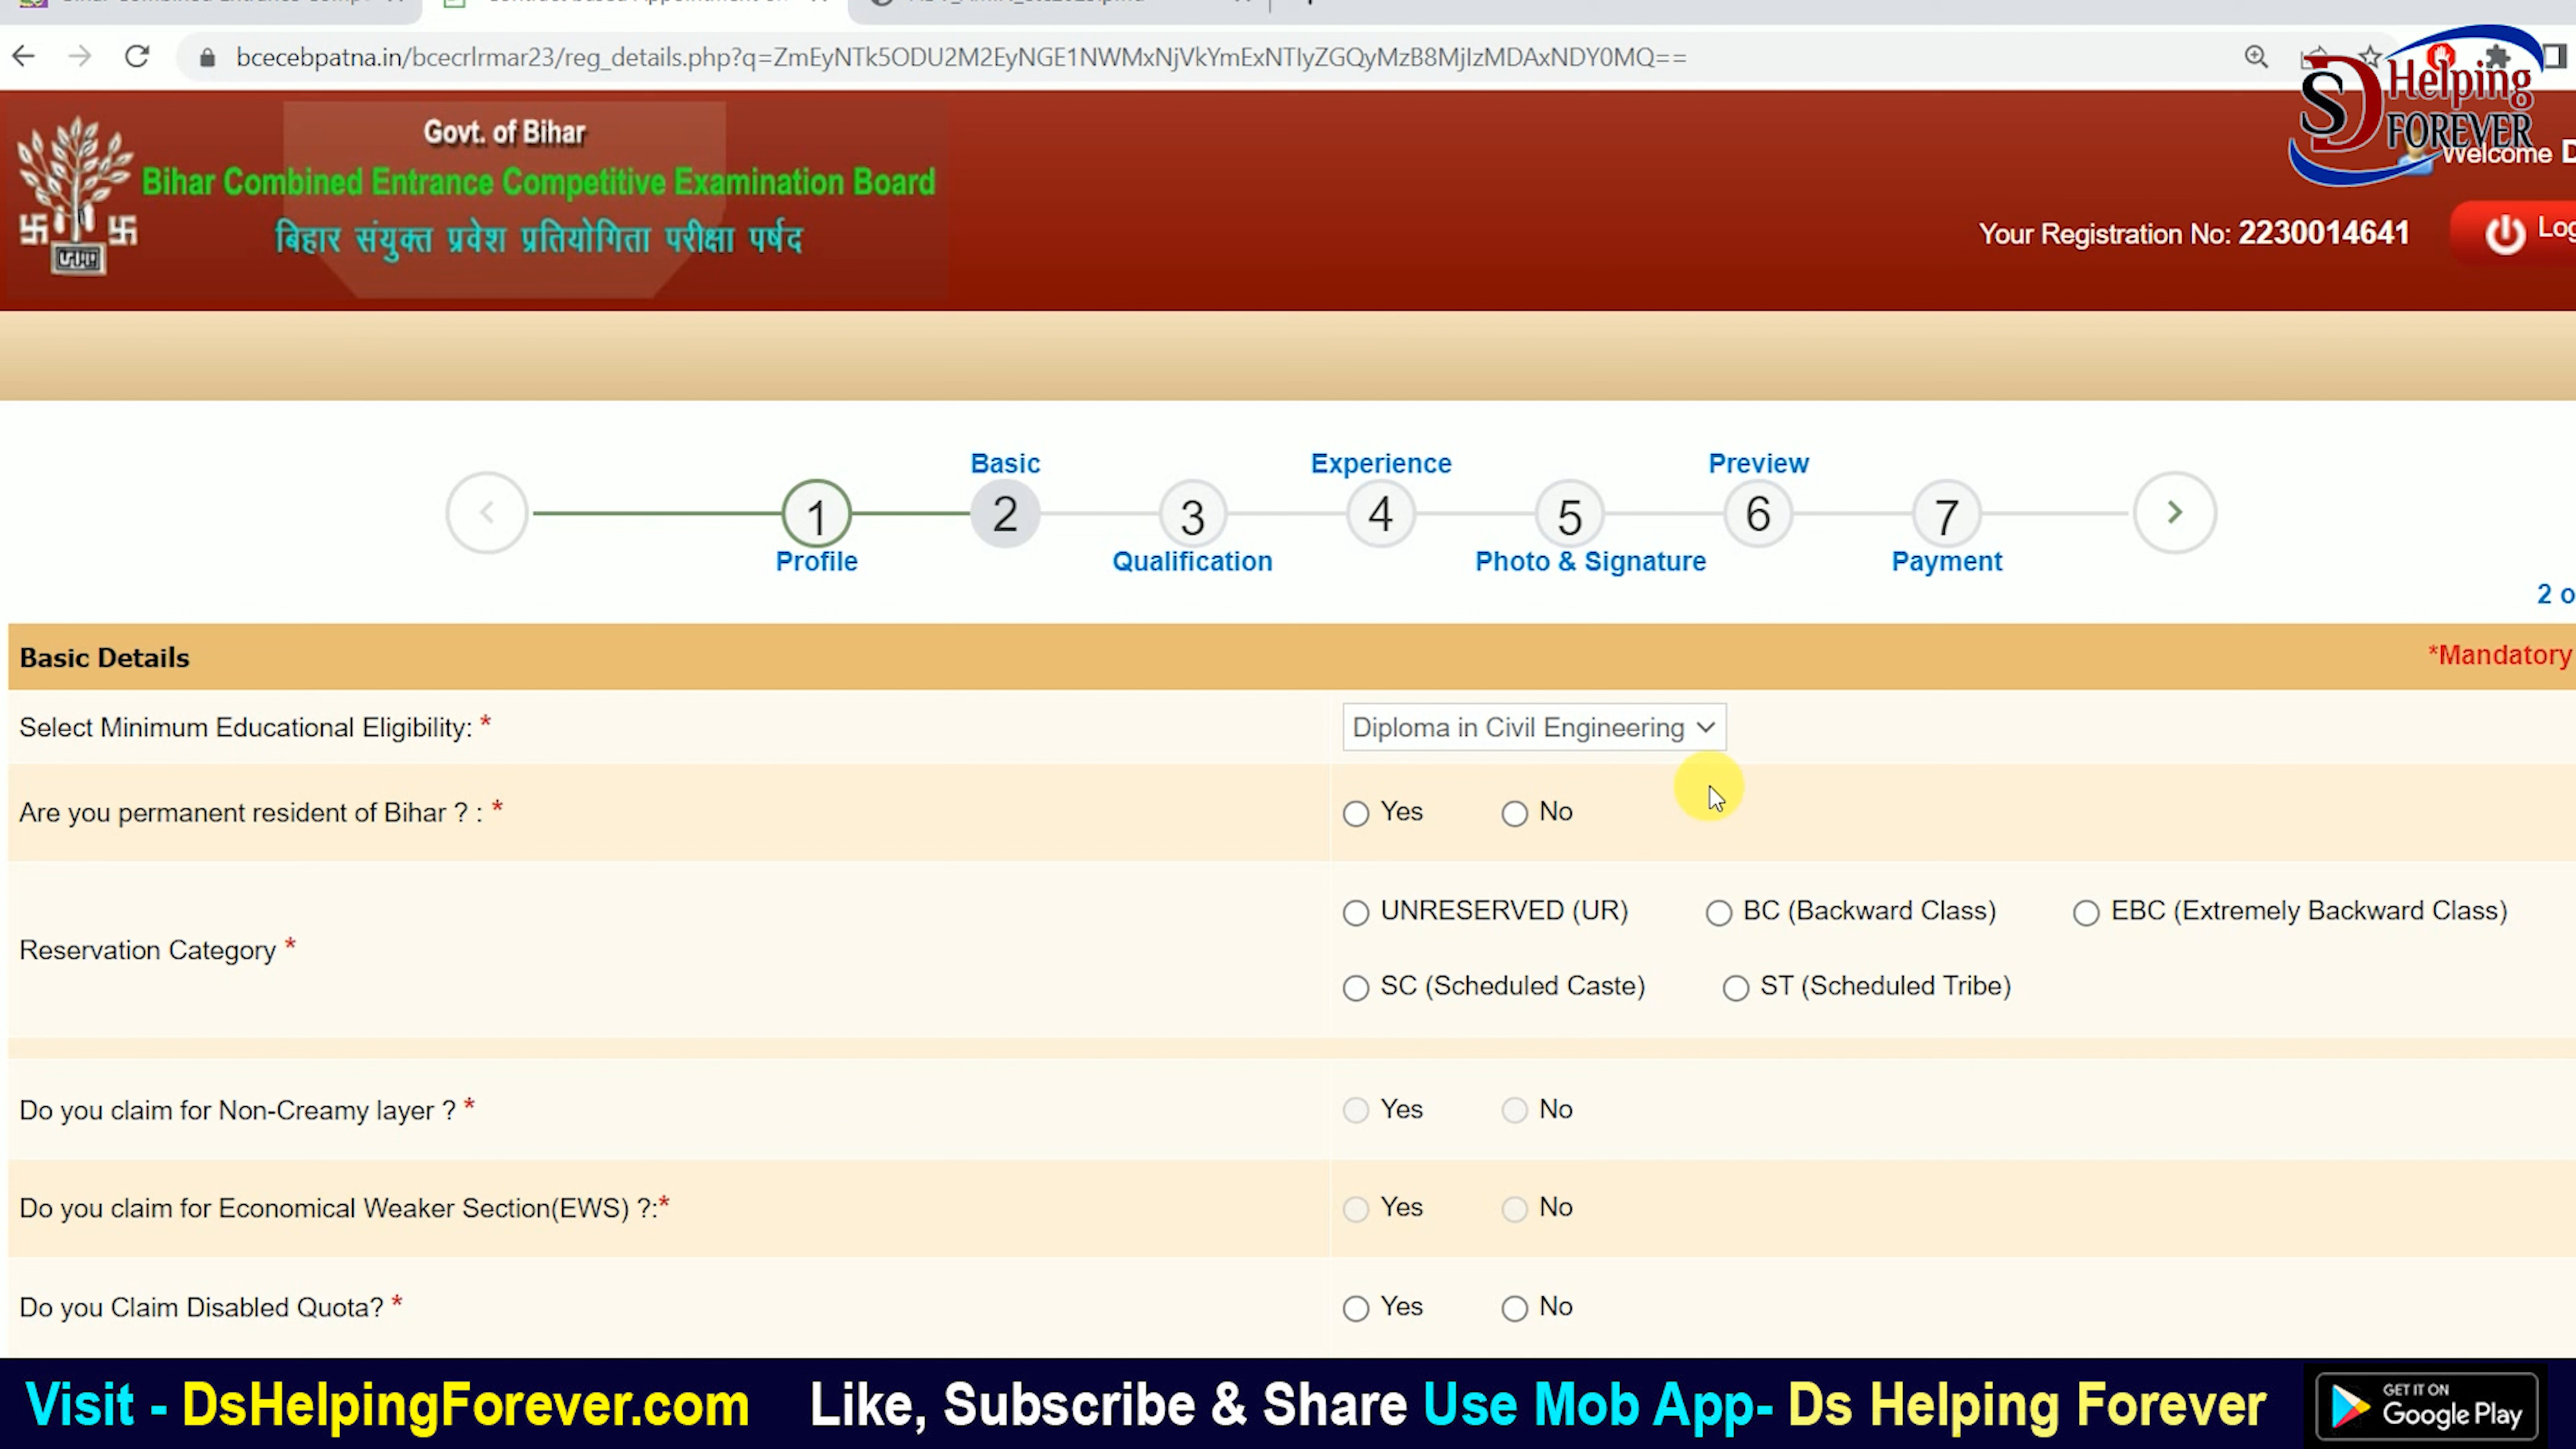 bcecebpatna.in/bcecrlrmar23/reg_details.php?q=ZmEyNTk5ODU2M2EyNGE1NWMxNjVkYmExNTIyZGQyMzB8MjIzMDAxNDY0MQ==
SD Helping
FOREVER
Govt. of Bihar
Bihar Combined Entrance Competitive Examination Board
बिहार संयुक्त प्रवेश प्रतियोगिता परीक्षा पर्षद
Welcome D
Your Registration No: 2230014641
Log
Basic Experience Preview
1 2 3 4 5 6 7
Profile Qualification Photo & Signature Payment
2 o
Basic Details *Mandatory
Select Minimum Educational Eligibility: * Diploma in Civil Engineering
Are you permanent resident of Bihar ? : * Yes No
UNRESERVED (UR) BC (Backward Class) EBC (Extremely Backward Class)
Reservation Category *
SC (Scheduled Caste) ST (Scheduled Tribe)
Do you claim for Non-Creamy layer ? * Yes No
Do you claim for Economical Weaker Section(EWS) ?:* Yes No
Do you Claim Disabled Quota? * Yes No
Visit - DsHelpingForever.com Like, Subscribe & Share Use Mob App- Ds Helping Forever
GET IT ON
Google Play